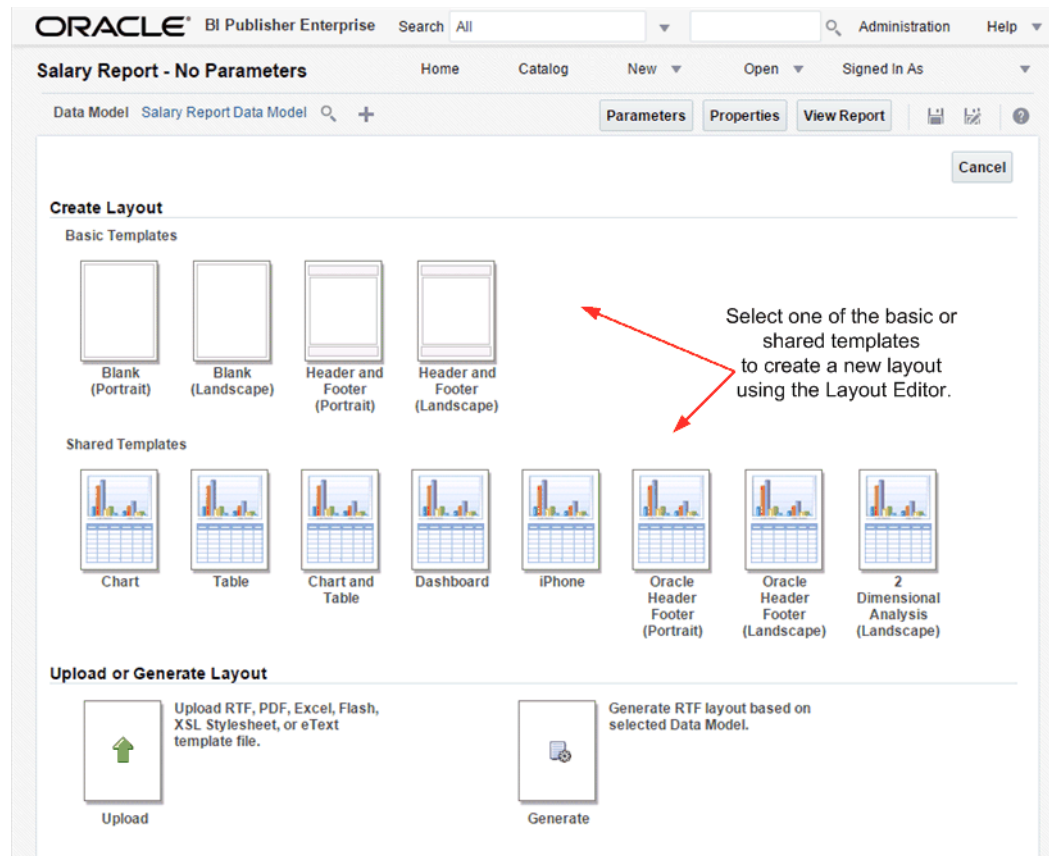 ORACLE® BI Publisher Enterprise Search All Administration Help
Salary Report - No Parameters Home Catalog New Open Signed In As
Data Model Salary Report Data Model Parameters Properties View Report
Cancel
Create Layout
Basic Templates
Blank (Portrait)
Blank (Landscape)
Header and Footer (Portrait)
Header and Footer (Landscape)
Select one of the basic or
shared templates
to create a new layout
using the Layout Editor.
Shared Templates
Chart
Table
Chart and Table
Dashboard
iPhone
Oracle Header Footer (Portrait)
Oracle Header Footer (Landscape)
2 Dimensional Analysis (Landscape)
Upload or Generate Layout
Upload RTF, PDF, Excel, Flash,
XSL Stylesheet, or eText
template file.
Upload
Generate RTF layout based on
selected Data Model.
Generate